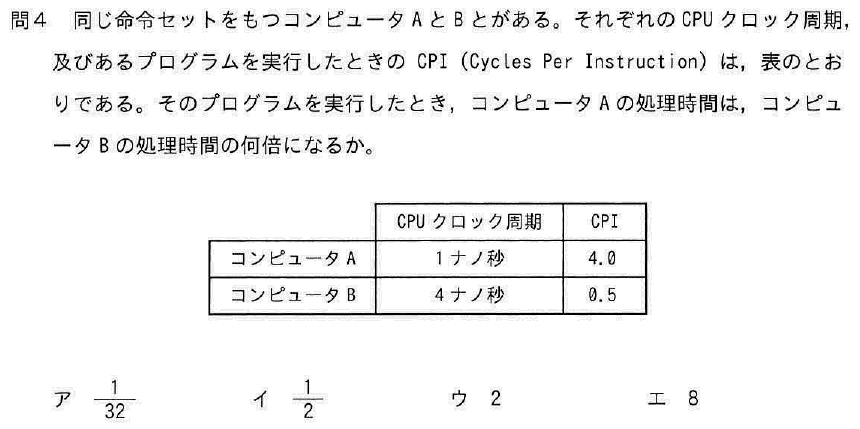 問4 同じ命令セットをもつコンピュータAとBとがある。それぞれのCPUクロック周期,
及びあるプログラムを実行したときの CPI (Cycles Per Instruction) は, 表のとお
りである。そのプログラムを実行したとき, コンピュータAの処理時間は, コンピュ
ータBの処理時間の何倍になるか。
CPUクロック周期 CPI
コンピュータA 1ナノ秒 4.0
コンピュータB 4ナノ秒 0.5
ア 1/32 イ 1/2 ウ 2 エ 8